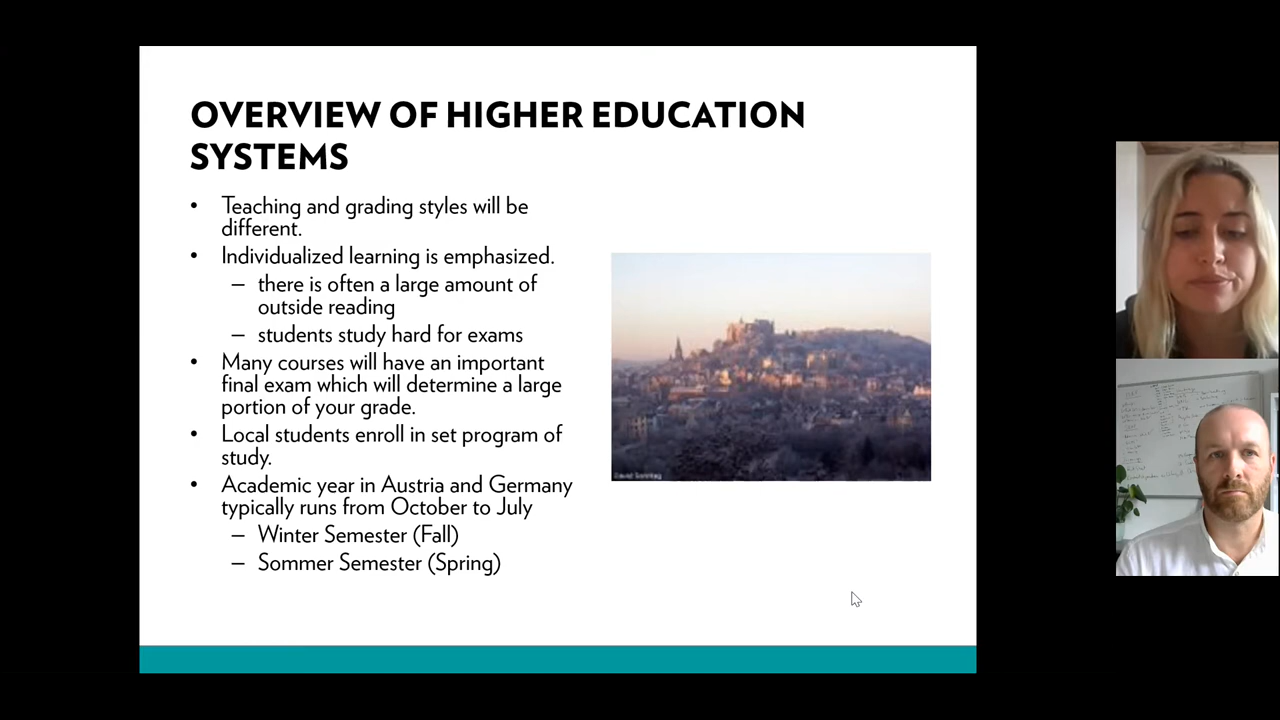 OVERVIEW OF HIGHER EDUCATION
SYSTEMS
• Teaching and grading styles will be
different.
• Individualized learning is emphasized.
– there is often a large amount of
outside reading
– students study hard for exams
• Many courses will have an important
final exam which will determine a large
portion of your grade.
• Local students enroll in set program of
study.
• Academic year in Austria and Germany
typically runs from October to July
– Winter Semester (Fall)
– Sommer Semester (Spring)